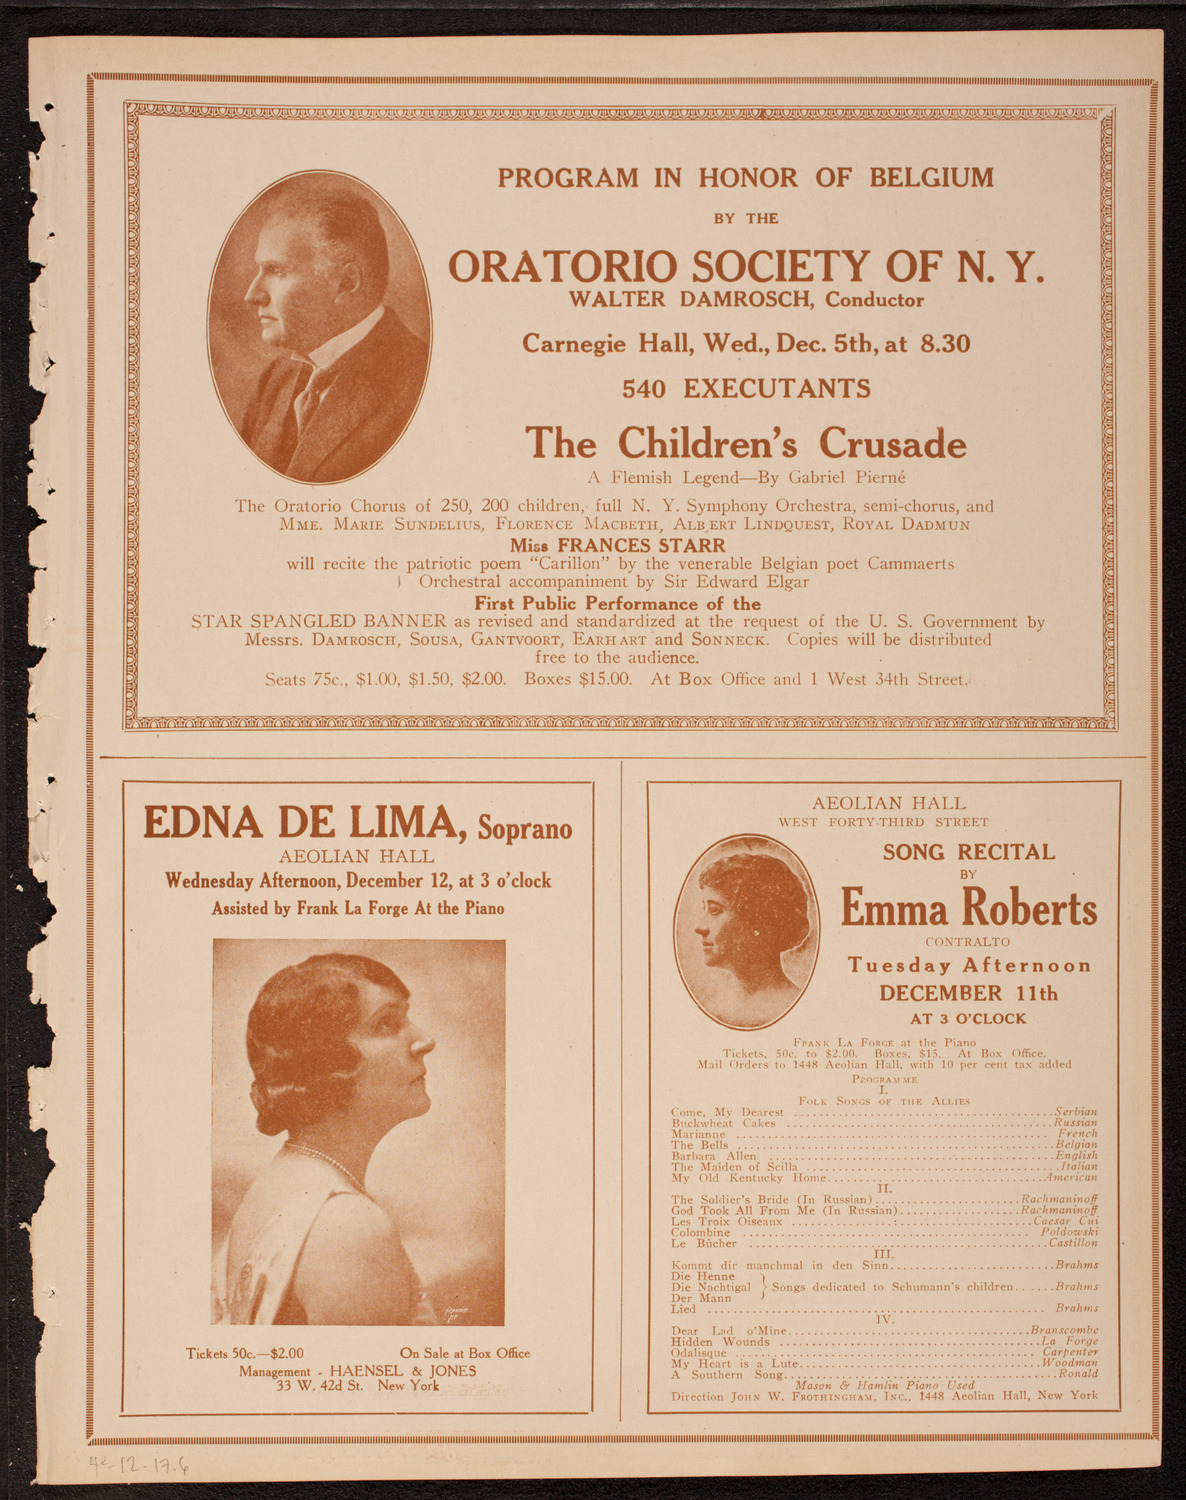 PROGRAM IN HONOR OF BELGIUM
BY THE
ORATORIO SOCIETY OF N. Y.
WALTER DAMROSCH, Conductor
Carnegie Hall, Wed., Dec. 5th, at 8.30
540 EXECUTANTS
The Children's Crusade
A Flemish Legend—By Gabriel Pierné
The Oratorio Chorus of 250, 200 children, full N. Y. Symphony Orchestra, semi-chorus, and
MME. MARIE SUNDELIUS, FLORENCE MACBETH, ALBERT LINDQUEST, ROYAL DADMUN
Miss FRANCES STARR
will recite the patriotic poem "Carillon" by the venerable Belgian poet Cammaerts
Orchestral accompaniment by Sir Edward Elgar
First Public Performance of the
STAR SPANGLED BANNER as revised and standardized at the request of the U. S. Government by
Messrs. DAMROSCH, SOUSA, GANTVOORT, EARHART and SONNECK. Copies will be distributed
free to the audience.
Seats 75c., $1.00, $1.50, $2.00. Boxes $15.00. At Box Office and 1 West 34th Street.
EDNA DE LIMA, Soprano
AEOLIAN HALL
Wednesday Afternoon, December 12, at 3 o'clock
Assisted by Frank La Forge At the Piano
Tickets 50c.—$2.00 On Sale at Box Office
Management - HAENSEL & JONES
33 W. 42d St. New York
AEOLIAN HALL
WEST FORTY-THIRD STREET
SONG RECITAL
BY
Emma Roberts
CONTRALTO
Tuesday Afternoon
DECEMBER 11th
AT 3 O'CLOCK
FRANK LA FORGE at the Piano
Tickets, 50c. to $2.00. Boxes, $15. At Box Office.
Mail Orders to 1448 Aeolian Hall, with 10 per cent tax added
PROGRAMME
I.
FOLK SONGS OF THE ALLIES
Come, My Dearest ........ Serbian
Buckwheat Cakes ........ Russian
Marianne ........ French
The Bells ........ Belgian
Barbara Allen ........ English
The Maiden of Scilla ........ Italian
My Old Kentucky Home ........ American
II.
The Soldier's Bride (In Russian) ........ Rachmaninoff
God Took All From Me (In Russian) ........ Rachmaninoff
Les Troix Oiseaux ........ Caesar Cui
Colombine ........ Poldowski
Le Bûcher ........ Castillon
III.
Kommt dir manchmal in den Sinn ........ Brahms
Die Henne
Die Nachtigal } Songs dedicated to Schumann's children ........ Brahms
Der Mann
Lied ........ Brahms
IV.
Dear Lad o'Mine ........ Branscombe
Hidden Wounds ........ La Forge
Odalisque ........ Carpenter
My Heart is a Lute ........ Woodman
A Southern Song ........ Ronald
Mason & Hamlin Piano Used
Direction JOHN W. FROTHINGHAM, INC., 1448 Aeolian Hall, New York
42-12-17.6